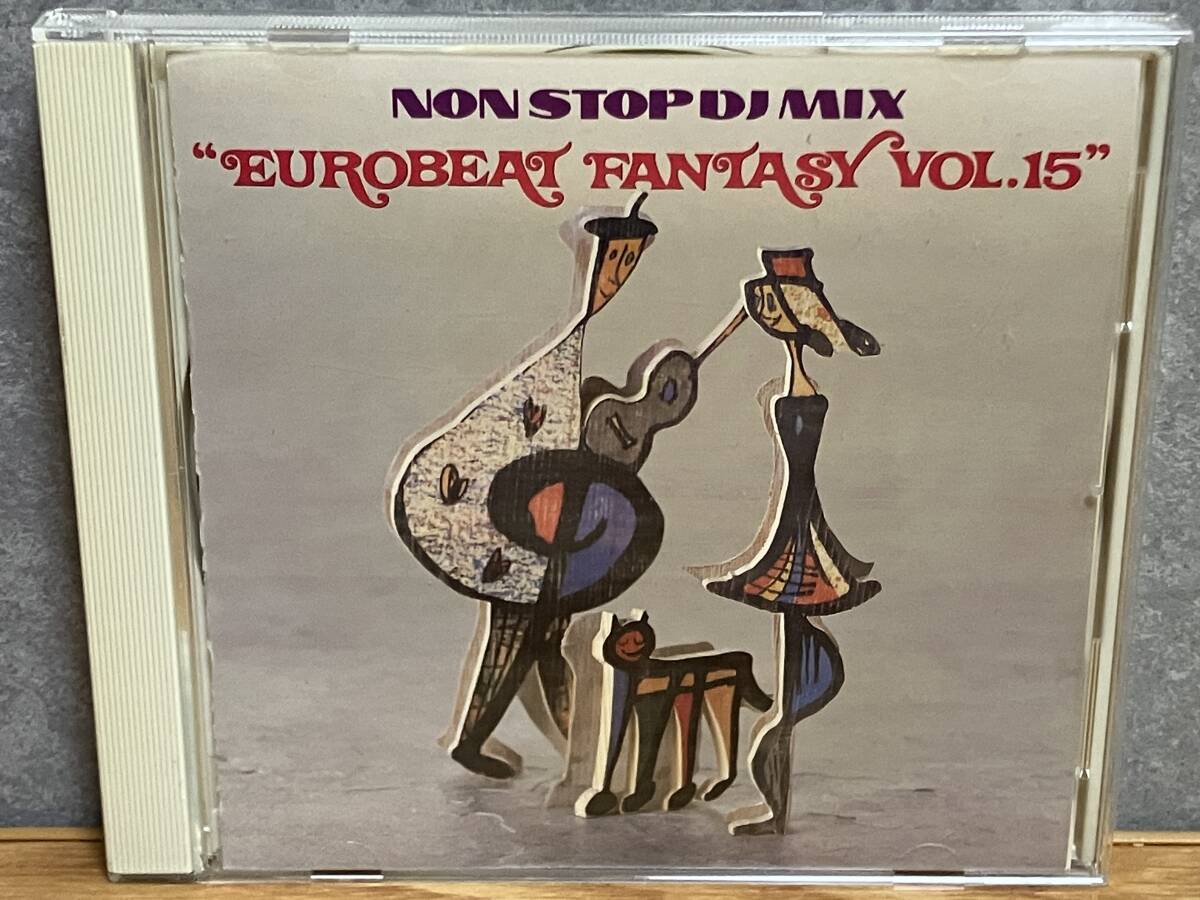 NON STOP DJ MIX
“EUROBEAT FANTASY VOL.15”